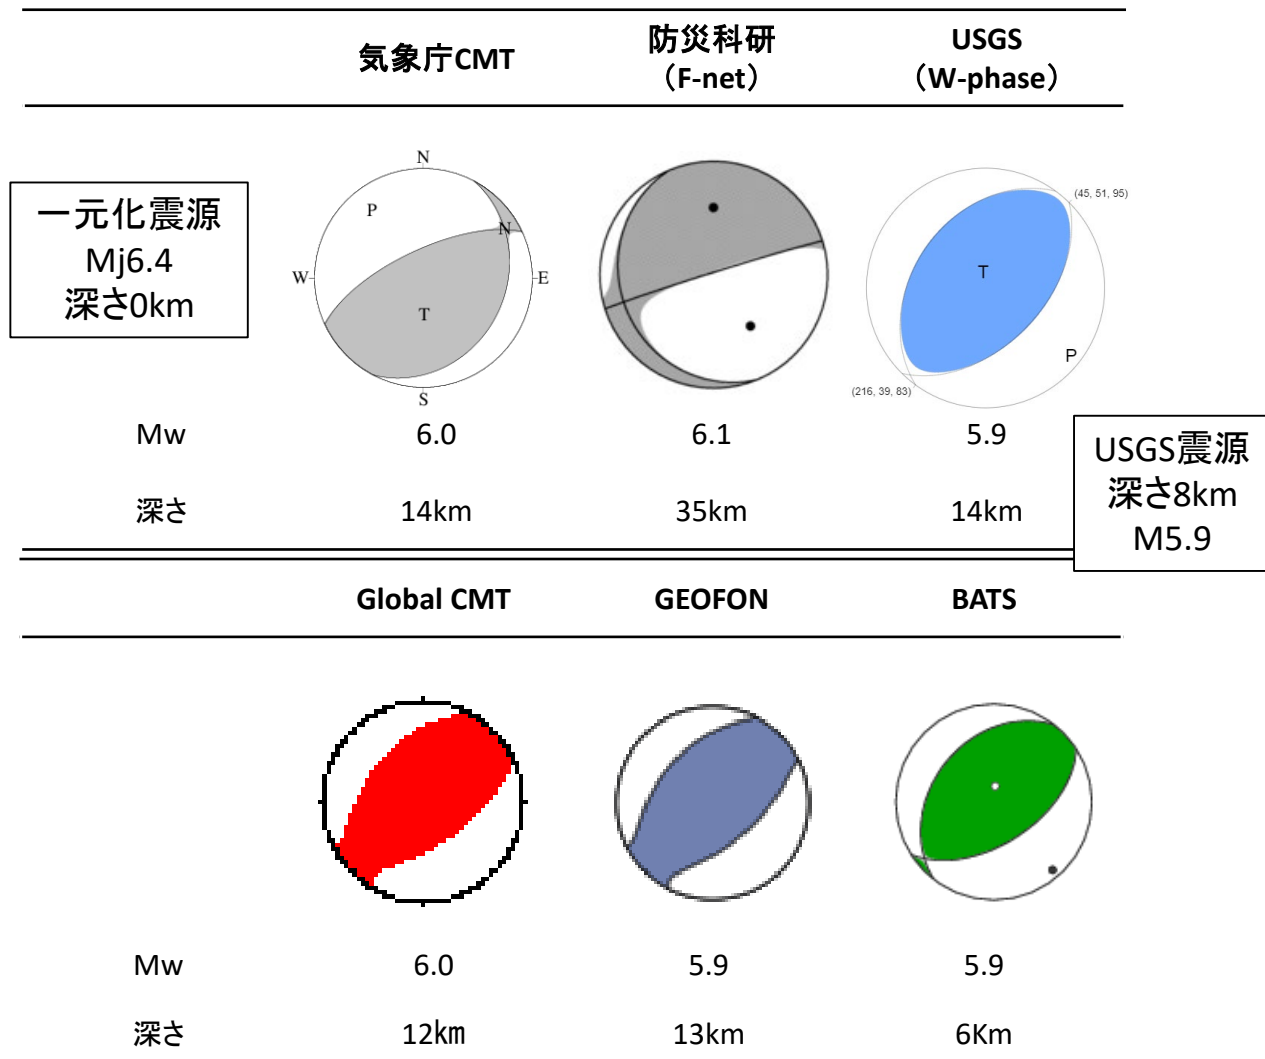 気象庁CMT
防災科研
（F-net）
USGS
（W-phase）
一元化震源
Mj6.4
深さ0km
N
P
N
W
E
T
S
(45, 51, 95)
T
P
(216, 39, 83)
Mw
6.0
6.1
5.9
深さ
14km
35km
14km
USGS震源
深さ8km
M5.9
Global CMT
GEOFON
BATS
Mw
6.0
5.9
5.9
深さ
12km
13km
6Km